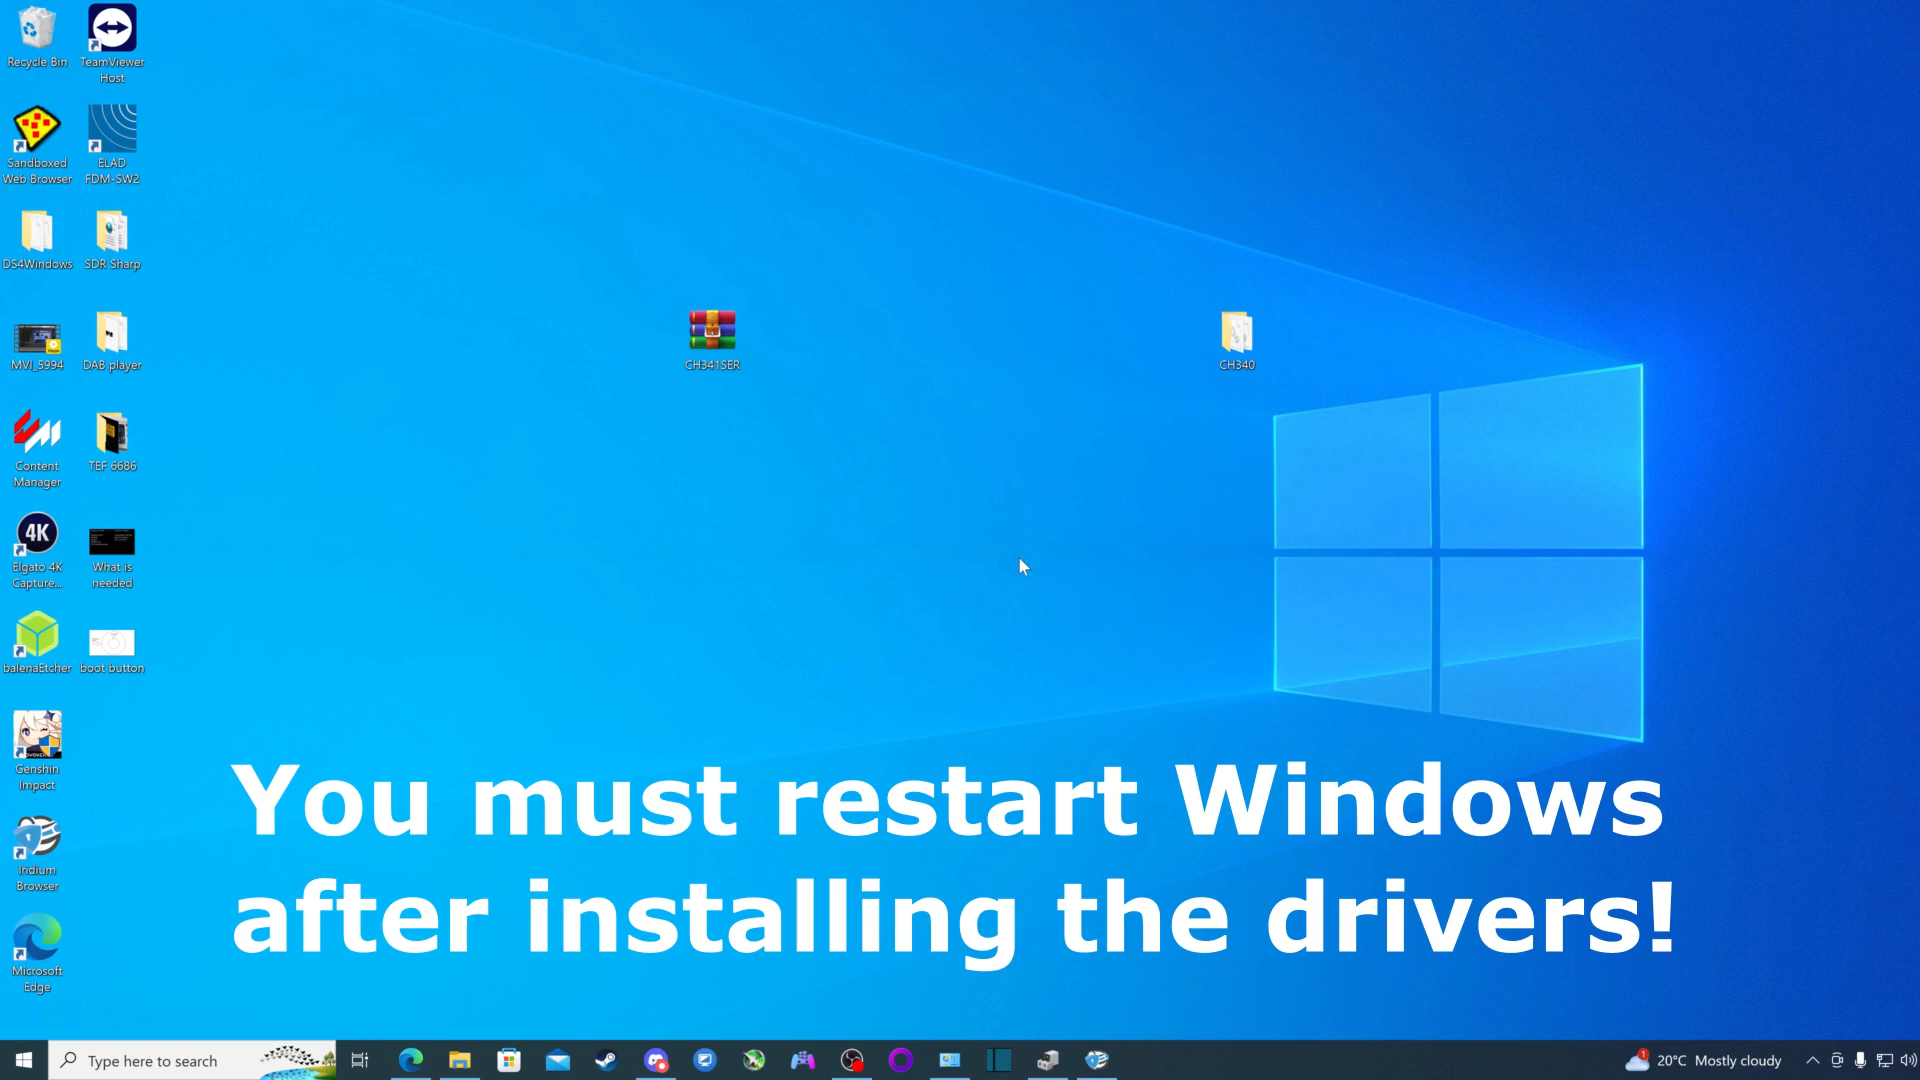 Recycle Bin
TeamViewer
Host
Sandboxed
Web Browser
ELAD
FDM-SW2
DS4Windows
SDR Sharp
MVI_5994
DAB player
CH341SER
CH340
Content
Manager
TEF 6686
4K
Elgato 4K
Capture...
What is
needed
balenaEtcher
boot button
Genshin
Impact
Iridium
Browser
Microsoft
Edge
You must restart Windows
after installing the drivers!
Type here to search
1
20°C Mostly cloudy